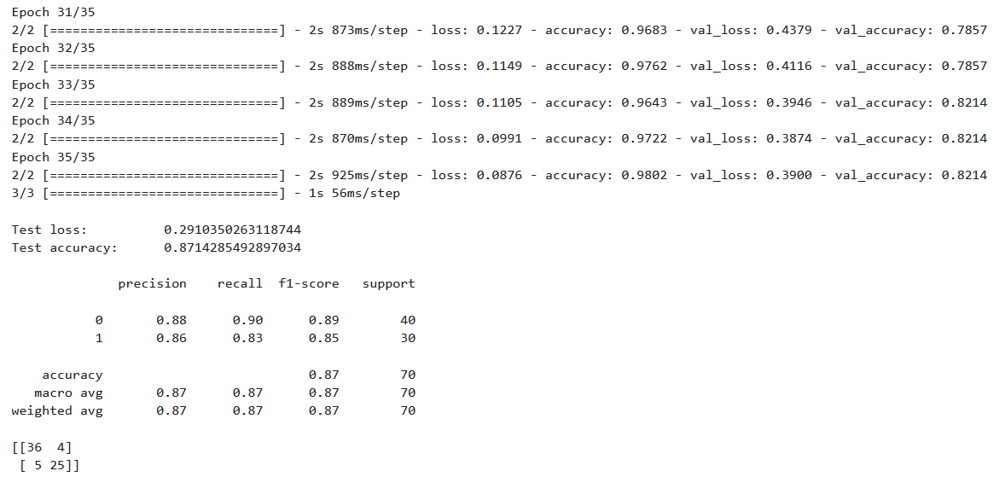 Epoch 31/35
2/2 [==============================] - 2s 873ms/step - loss: 0.1227 - accuracy: 0.9683 - val_loss: 0.4379 - val_accuracy: 0.7857
Epoch 32/35
2/2 [==============================] - 2s 888ms/step - loss: 0.1149 - accuracy: 0.9762 - val_loss: 0.4116 - val_accuracy: 0.7857
Epoch 33/35
2/2 [==============================] - 2s 889ms/step - loss: 0.1105 - accuracy: 0.9643 - val_loss: 0.3946 - val_accuracy: 0.8214
Epoch 34/35
2/2 [==============================] - 2s 870ms/step - loss: 0.0991 - accuracy: 0.9722 - val_loss: 0.3874 - val_accuracy: 0.8214
Epoch 35/35
2/2 [==============================] - 2s 925ms/step - loss: 0.0876 - accuracy: 0.9802 - val_loss: 0.3900 - val_accuracy: 0.8214
3/3 [==============================] - 1s 56ms/step
Test loss:          0.2910350263118744
Test accuracy:      0.8714285492897034
              precision    recall  f1-score   support
           0       0.88      0.90      0.89        40
           1       0.86      0.83      0.85        30
    accuracy                           0.87        70
   macro avg       0.87      0.87      0.87        70
weighted avg       0.87      0.87      0.87        70
[[36  4]
 [ 5 25]]